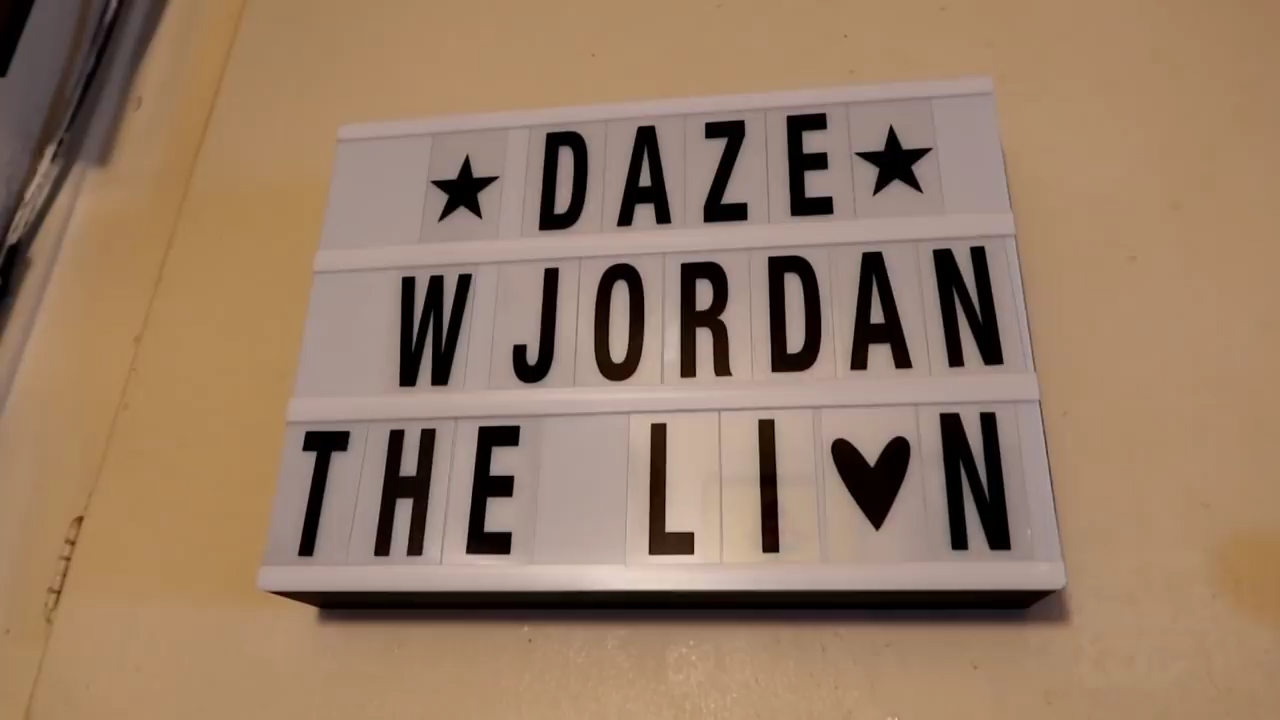 ★ DAZE ★
W JORDAN
THE LI♥N